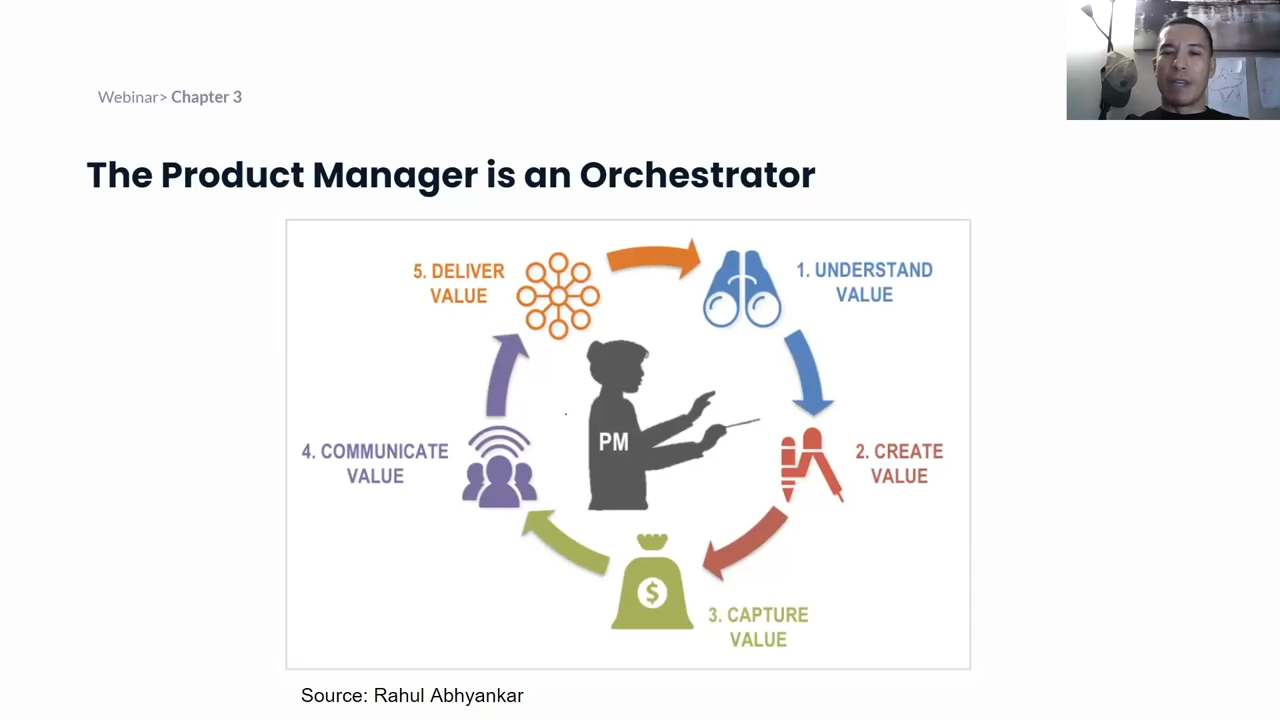 Webinar> Chapter 3
The Product Manager is an Orchestrator
5. DELIVER
VALUE
1. UNDERSTAND
VALUE
PM
4. COMMUNICATE
VALUE
2. CREATE
VALUE
$
3. CAPTURE
VALUE
Source: Rahul Abhyankar